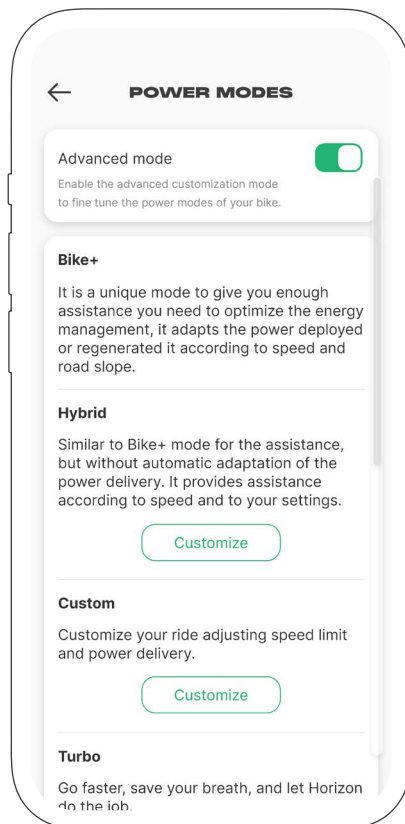 POWER MODES
Advanced mode
Enable the advanced customization mode
to fine tune the power modes of your bike.
Bike+
It is a unique mode to give you enough
assistance you need to optimize the energy
management, it adapts the power deployed
or regenerated it according to speed and
road slope.
Hybrid
Similar to Bike+ mode for the assistance,
but without automatic adaptation of the
power delivery. It provides assistance
according to speed and to your settings.
Customize
Custom
Customize your ride adjusting speed limit
and power delivery.
Customize
Turbo
Go faster, save your breath, and let Horizon
do the job.